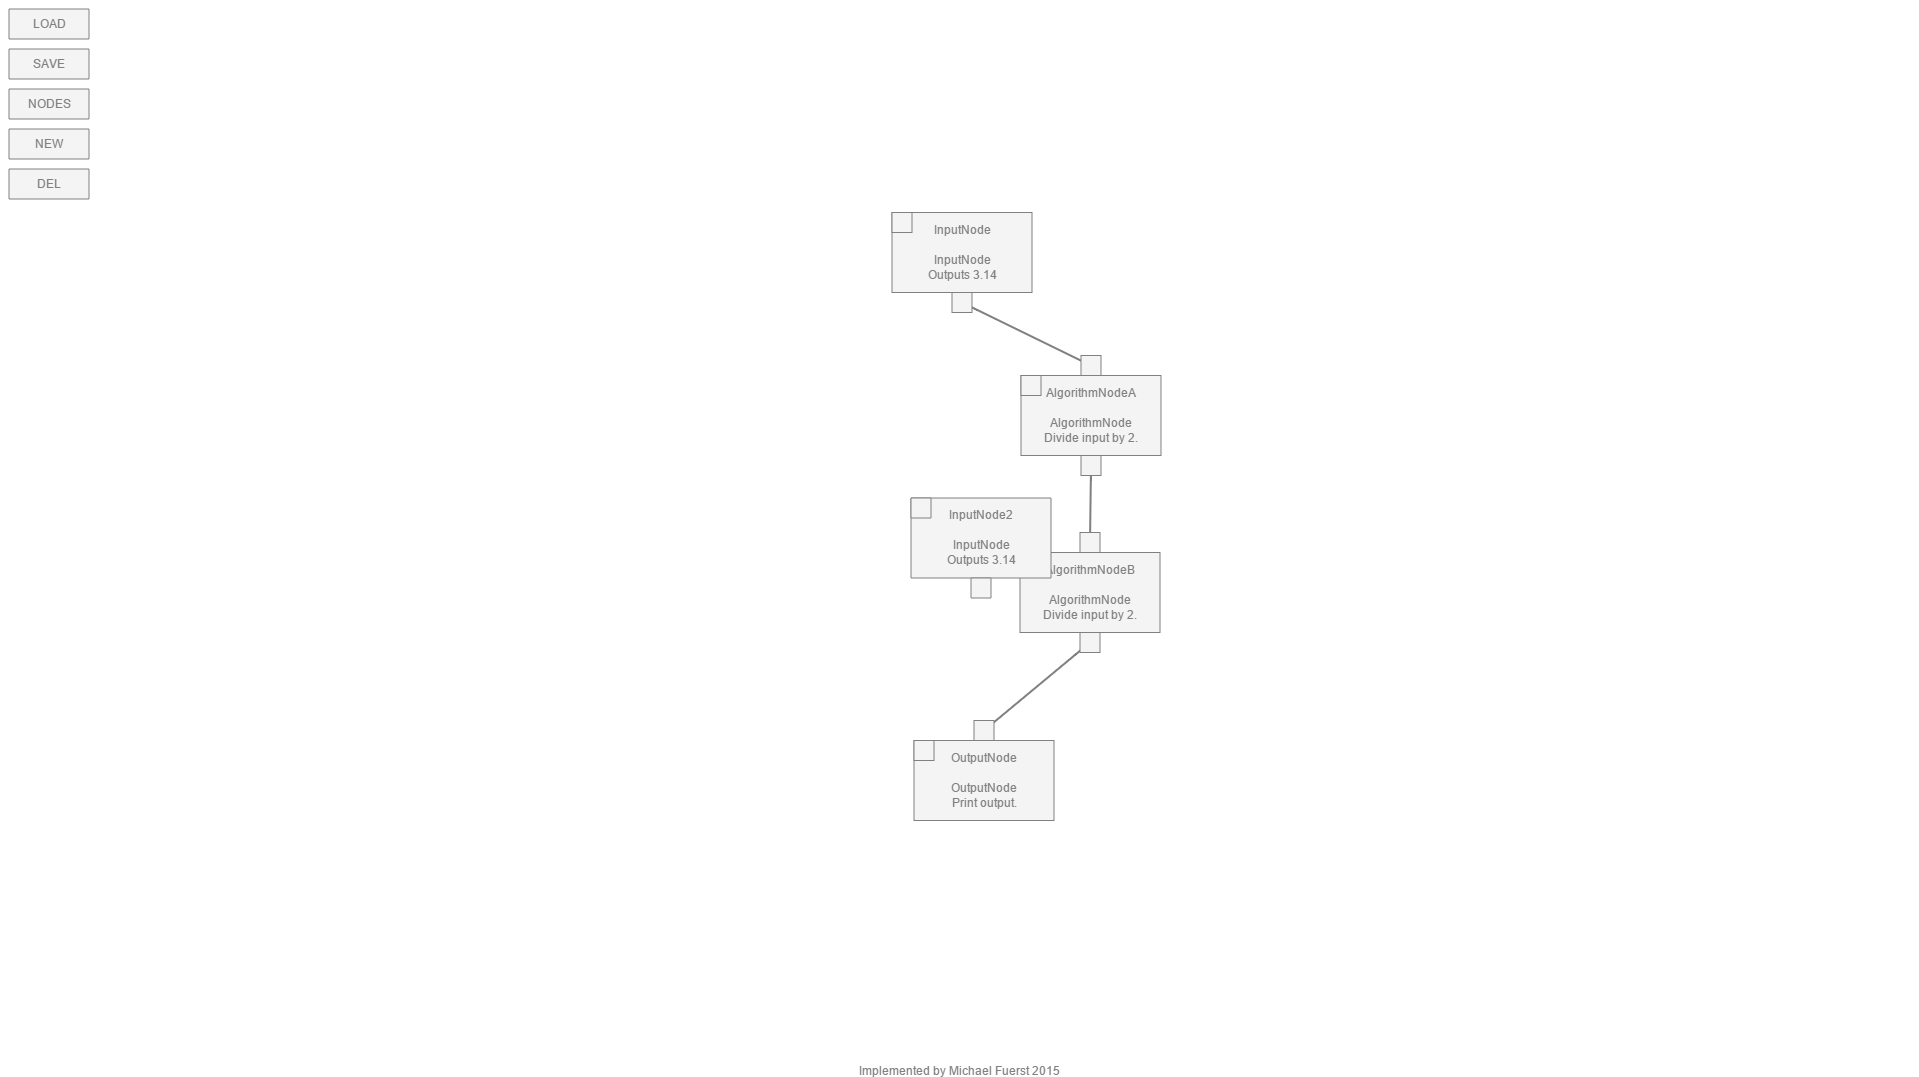 LOAD
SAVE
NODES
NEW
DEL
InputNode
InputNode
Outputs 3.14
AlgorithmNodeA
AlgorithmNode
Divide input by 2.
InputNode2
InputNode
Outputs 3.14
lgorithmNodeB
AlgorithmNode
Divide input by 2.
OutputNode
OutputNode
Print output.
Implemented by Michael Fuerst 2015